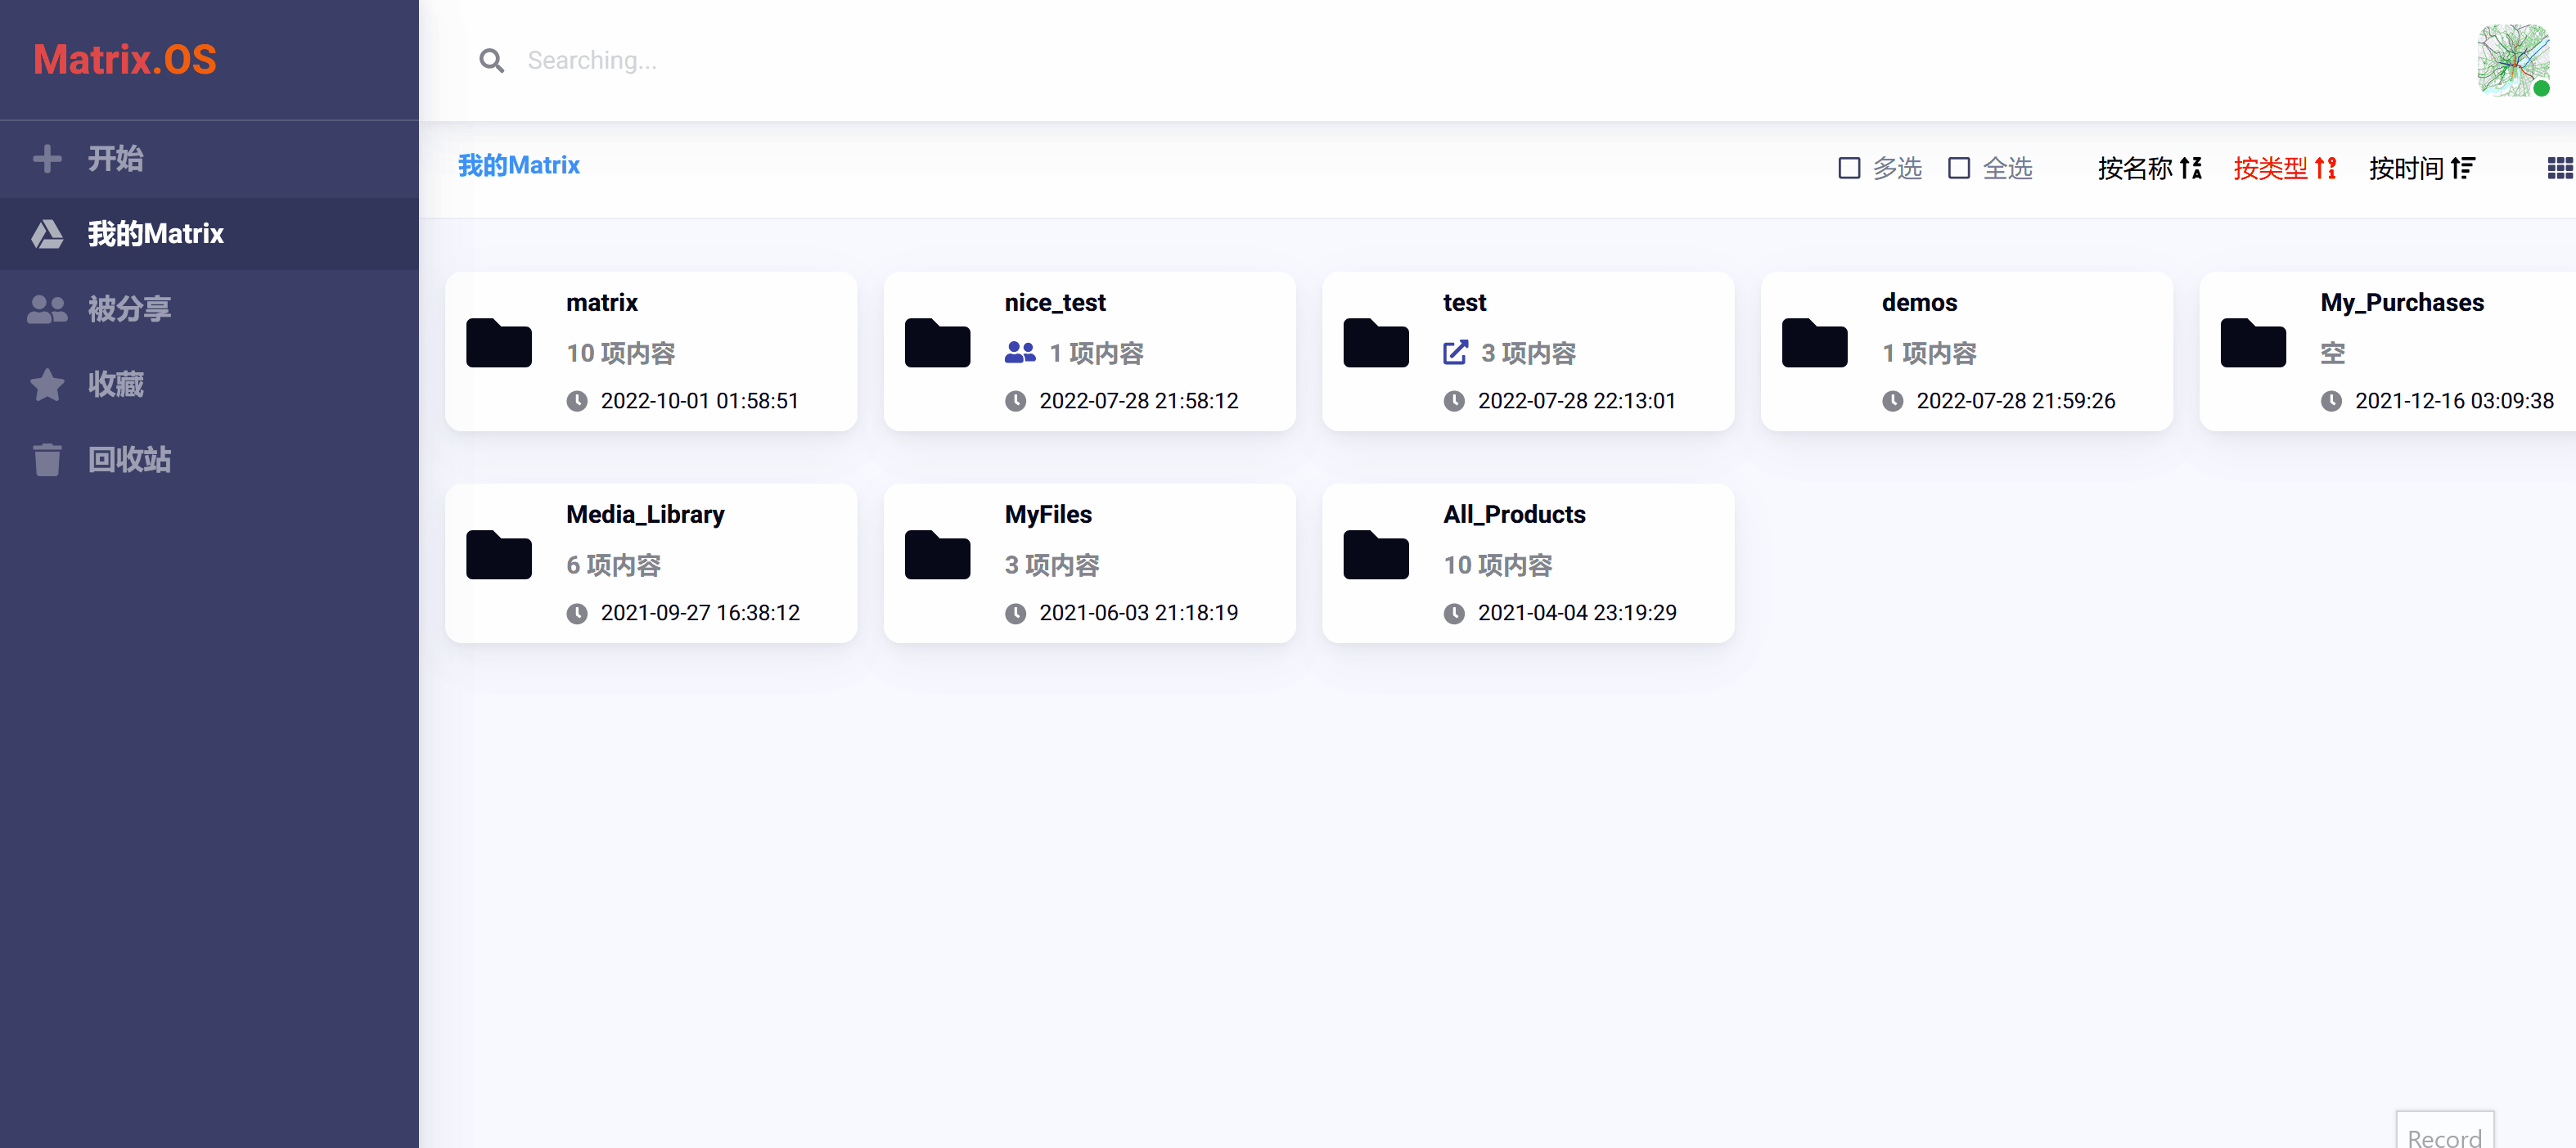 Matrix.OS
Searching...
开始
我的Matrix
被分享
收藏
回收站
我的Matrix
多选 全选 按名称 按类型 按时间
matrix
10 项内容
2022-10-01 01:58:51
nice_test
1 项内容
2022-07-28 21:58:12
test
3 项内容
2022-07-28 22:13:01
demos
1 项内容
2022-07-28 21:59:26
My_Purchases
空
2021-12-16 03:09:38
Media_Library
6 项内容
2021-09-27 16:38:12
MyFiles
3 项内容
2021-06-03 21:18:19
All_Products
10 项内容
2021-04-04 23:19:29
Record